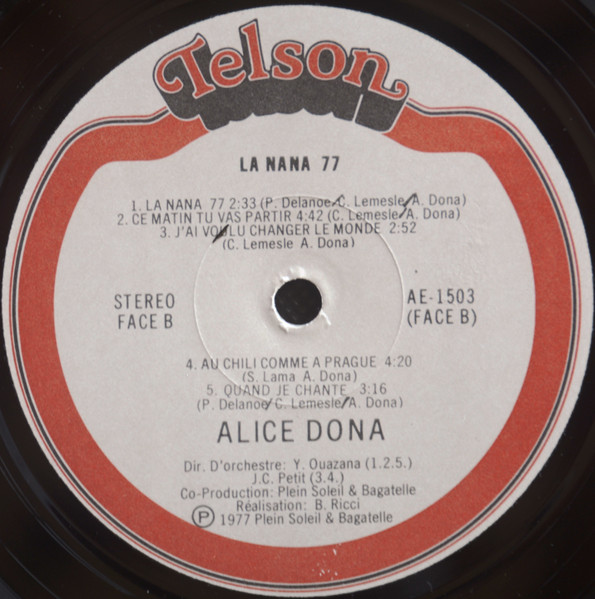 Telson
LA NANA 77
1. LA NANA 77 2:33 (P. Delanoe/C. Lemesle/A. Dona)
2. CE MATIN TU VAS PARTIR 4:42 (C. Lemesle/A. Dona)
3. J'AI VOULU CHANGER LE MONDE 2:52
(C. Lemesle A. Dona)
STEREO
FACE B
AE-1503
(FACE B)
4. AU CHILI COMME A PRAGUE 4:20
(S. Lama A. Dona)
5. QUAND JE CHANTE 3:16
(P. Delanoe/C. Lemesle/A. Dona)
ALICE DONA
Dir. D'orchestre: Y. Ouazana (1.2.5.)
J.C. Petit (3.4.)
Co-Production: Plein Soleil & Bagatelle
Réalisation: B. Ricci
Ⓟ 1977 Plein Soleil & Bagatelle